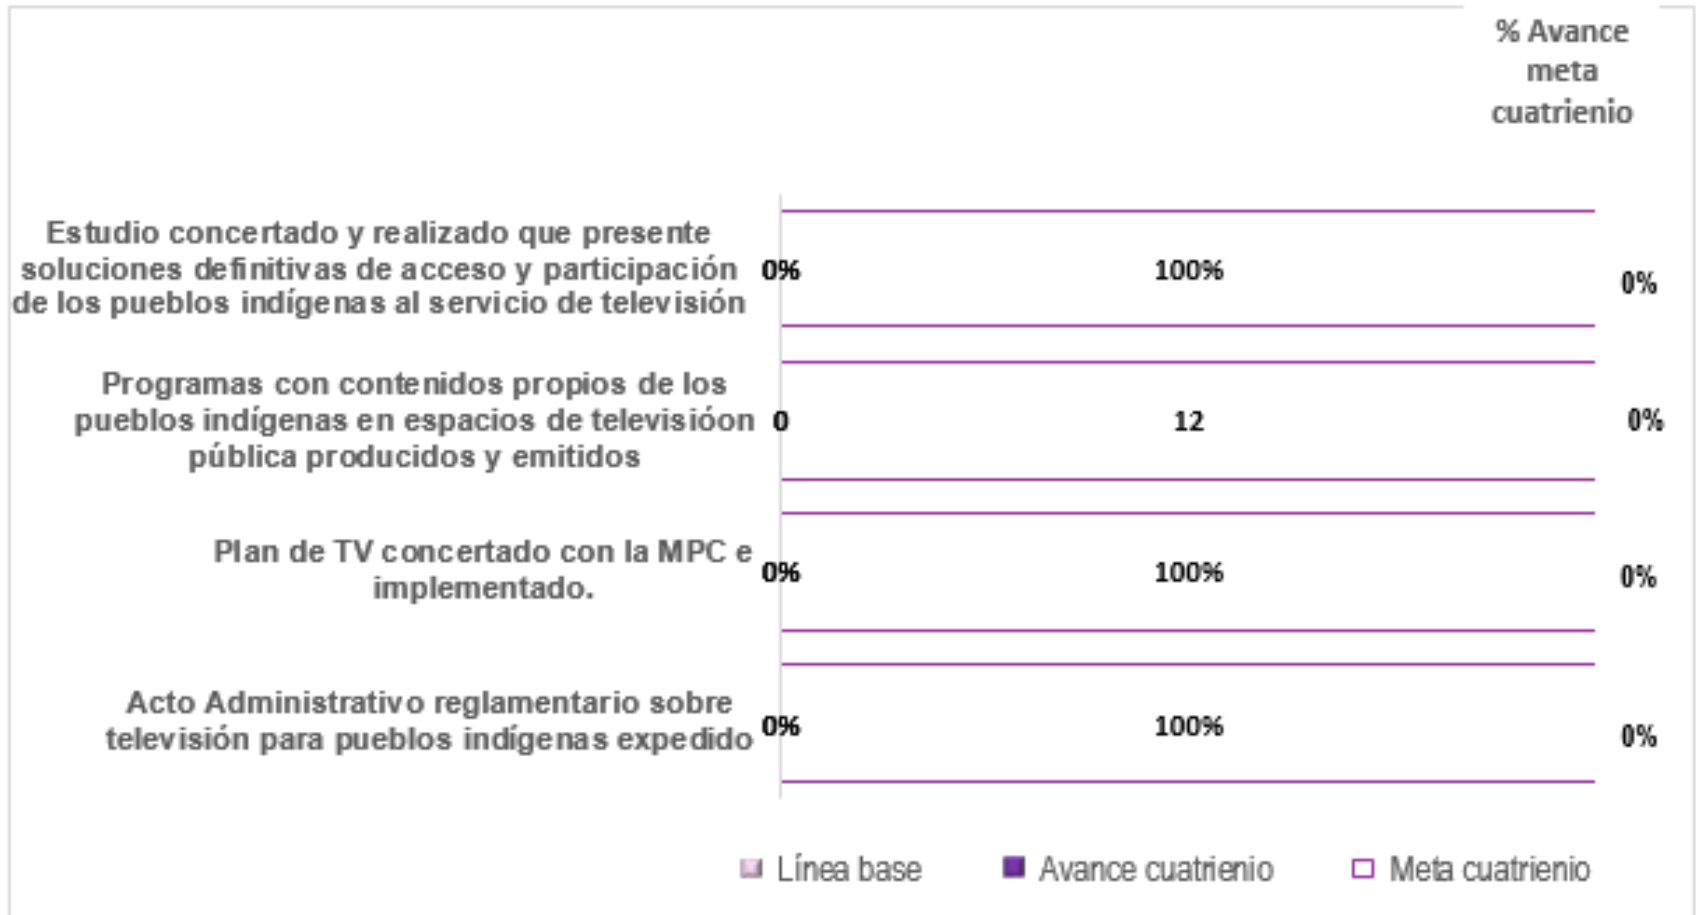 % Avance
meta
cuatrienio
Estudio concertado y realizado que presente
soluciones definitivas de acceso y participación
de los pueblos indígenas al servicio de televisión
0%
100%
0%
Programas con contenidos propios de los
pueblos indígenas en espacios de televisióon
pública producidos y emitidos
0
12
0%
Plan de TV concertado con la MPC e
implementado.
0%
100%
0%
Acto Administrativo reglamentario sobre
televisión para pueblos indígenas expedido
0%
100%
0%
Línea base
Avance cuatrienio
Meta cuatrienio